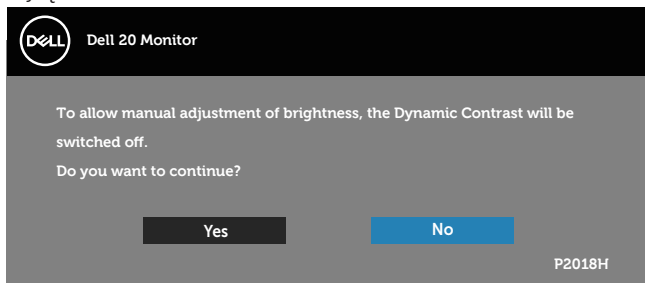 DELL
Dell 20 Monitor
To allow manual adjustment of brightness, the Dynamic Contrast will be
switched off.
Do you want to continue?
Yes
No
P2018H